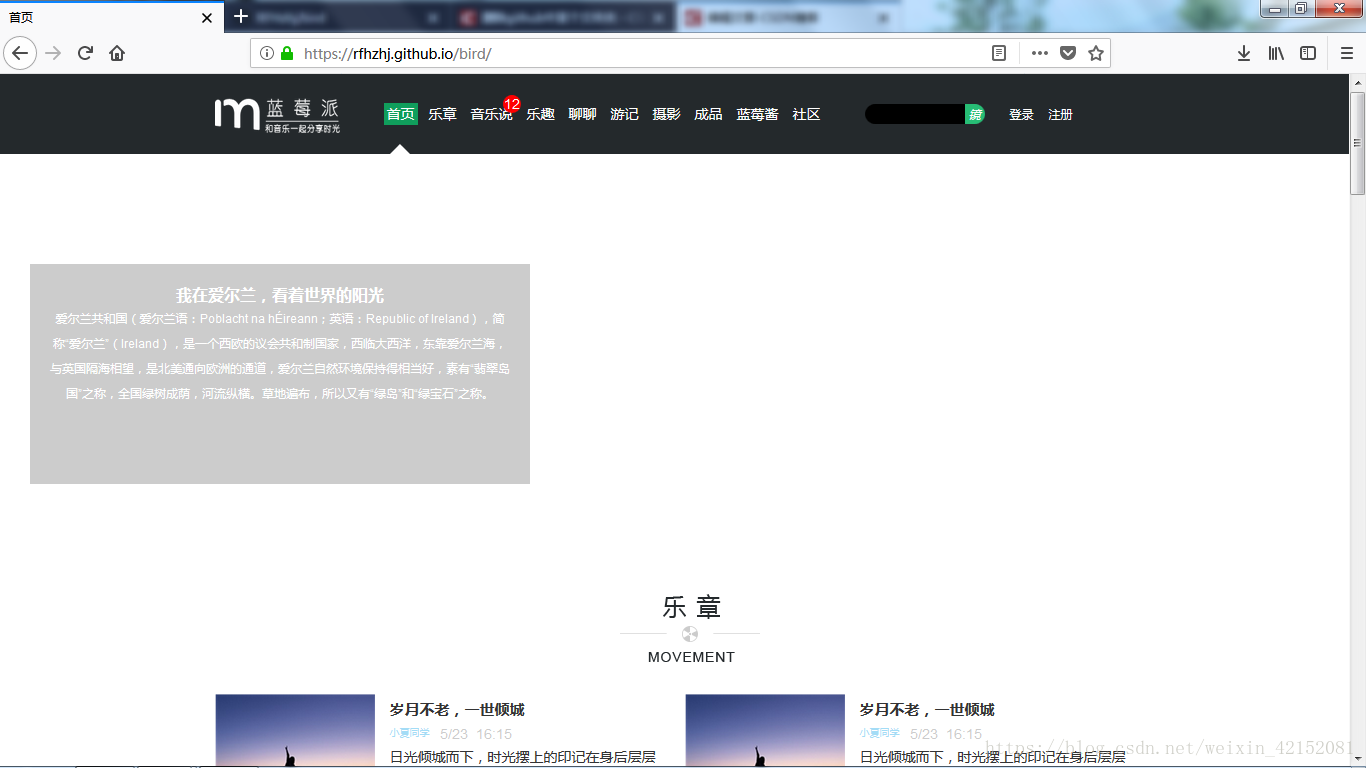 首页
https://rfhzhj.github.io/bird/
m 蓝莓派
和音乐一起分享时光
首页 乐章 音乐说 12 乐趣 聊聊 游记 摄影 成品 蓝莓酱 社区
登录 注册
我在爱尔兰，看着世界的阳光
爱尔兰共和国（爱尔兰语：Poblacht na hÉireann；英语：Republic of Ireland），简
称“爱尔兰”（Ireland），是一个西欧的议会共和制国家，西临大西洋，东靠爱尔兰海，
与英国隔海相望，是北美通向欧洲的通道，爱尔兰自然环境保持得相当好，素有“翡翠岛
国”之称，全国绿树成荫，河流纵横。草地遍布，所以又有“绿岛”和“绿宝石”之称。
乐 章
MOVEMENT
岁月不老，一世倾城
小夏同学 5/23 16:15
日光倾城而下，时光摆上的印记在身后层层
岁月不老，一世倾城
小夏同学 5/23 16:15
日光倾城而下，时光摆上的印记在身后层层
https://blog.csdn.net/weixin_42152081